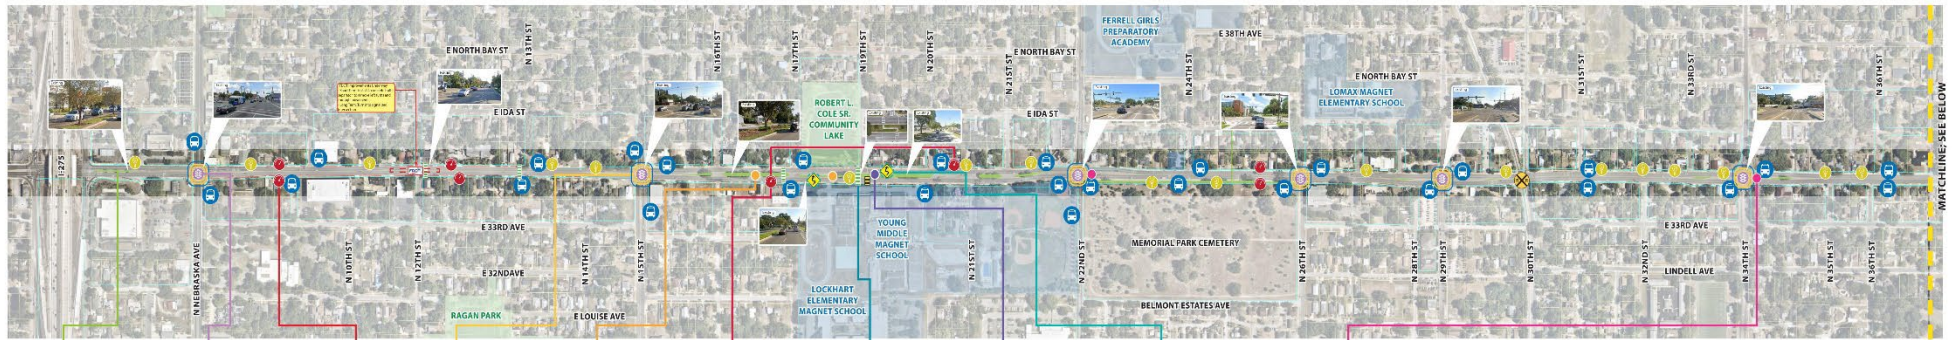 FERRELL GIRLS
PREPARATORY
ACADEMY
E 38TH AVE
E NORTH BAY ST
N 13TH ST
N 16TH ST
N 17TH ST
N 19TH ST
N 20TH ST
E NORTH BAY ST
N 21ST ST
N 24TH ST
E NORTH BAY ST
N 31ST ST
N 33RD ST
N 36TH ST
LOMAX MAGNET
ELEMENTARY SCHOOL
ROBERT L.
COLE SR.
COMMUNITY
LAKE
E IDA ST
E IDA ST
I-275
MATCHLINE; SEE BELOW
N NEBRASKA AVE
N 10TH ST
N 12TH ST
E 33RD AVE
E 32NDAVE
N 14TH ST
N 15TH ST
YOUNG
MIDDLE
MAGNET
SCHOOL
N 21ST ST
N 22ND ST
MEMORIAL PARK CEMETERY
N 26TH ST
N 28TH ST
N 29TH ST
N 30TH ST
N 32ND ST
E 33RD AVE
LINDELL AVE
N 34TH ST
N 35TH ST
N 36TH ST
LOCKHART
ELEMENTARY
MAGNET SCHOOL
BELMONT ESTATES AVE
RAGAN PARK
E LOUISE AVE